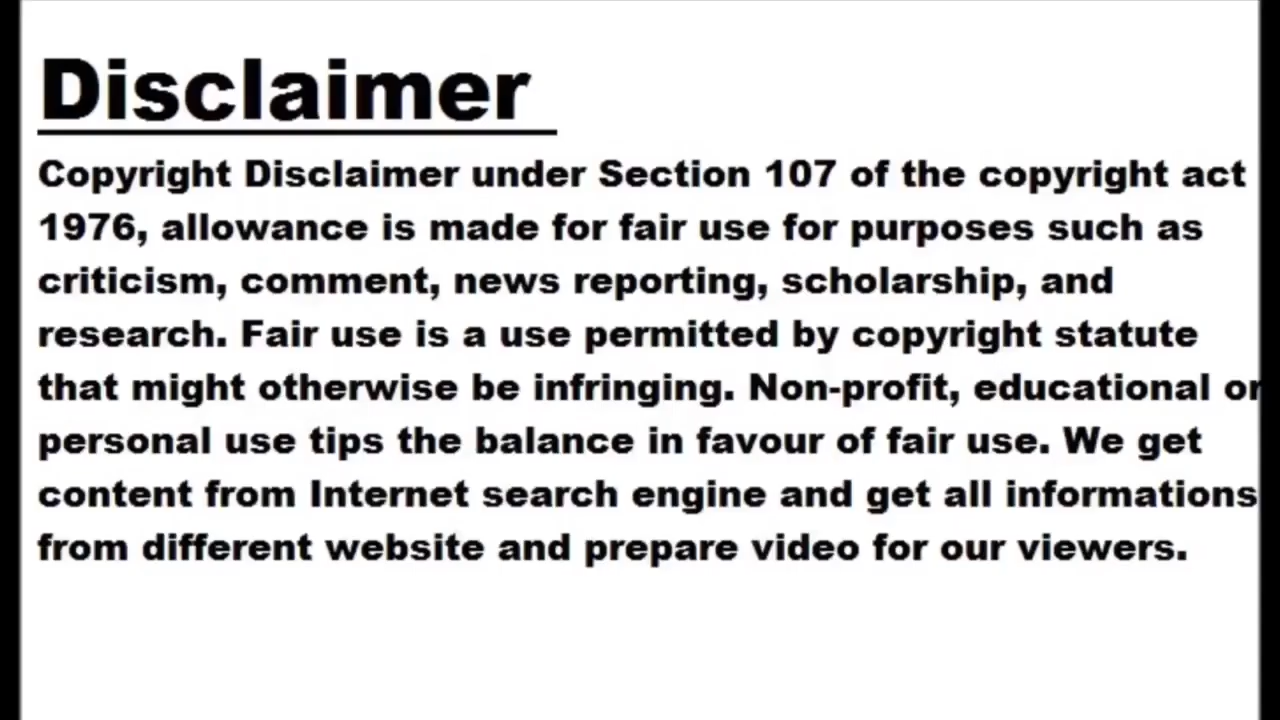 Disclaimer
Copyright Disclaimer under Section 107 of the copyright act
1976, allowance is made for fair use for purposes such as
criticism, comment, news reporting, scholarship, and
research. Fair use is a use permitted by copyright statute
that might otherwise be infringing. Non-profit, educational or
personal use tips the balance in favour of fair use. We get
content from Internet search engine and get all informations
from different website and prepare video for our viewers.